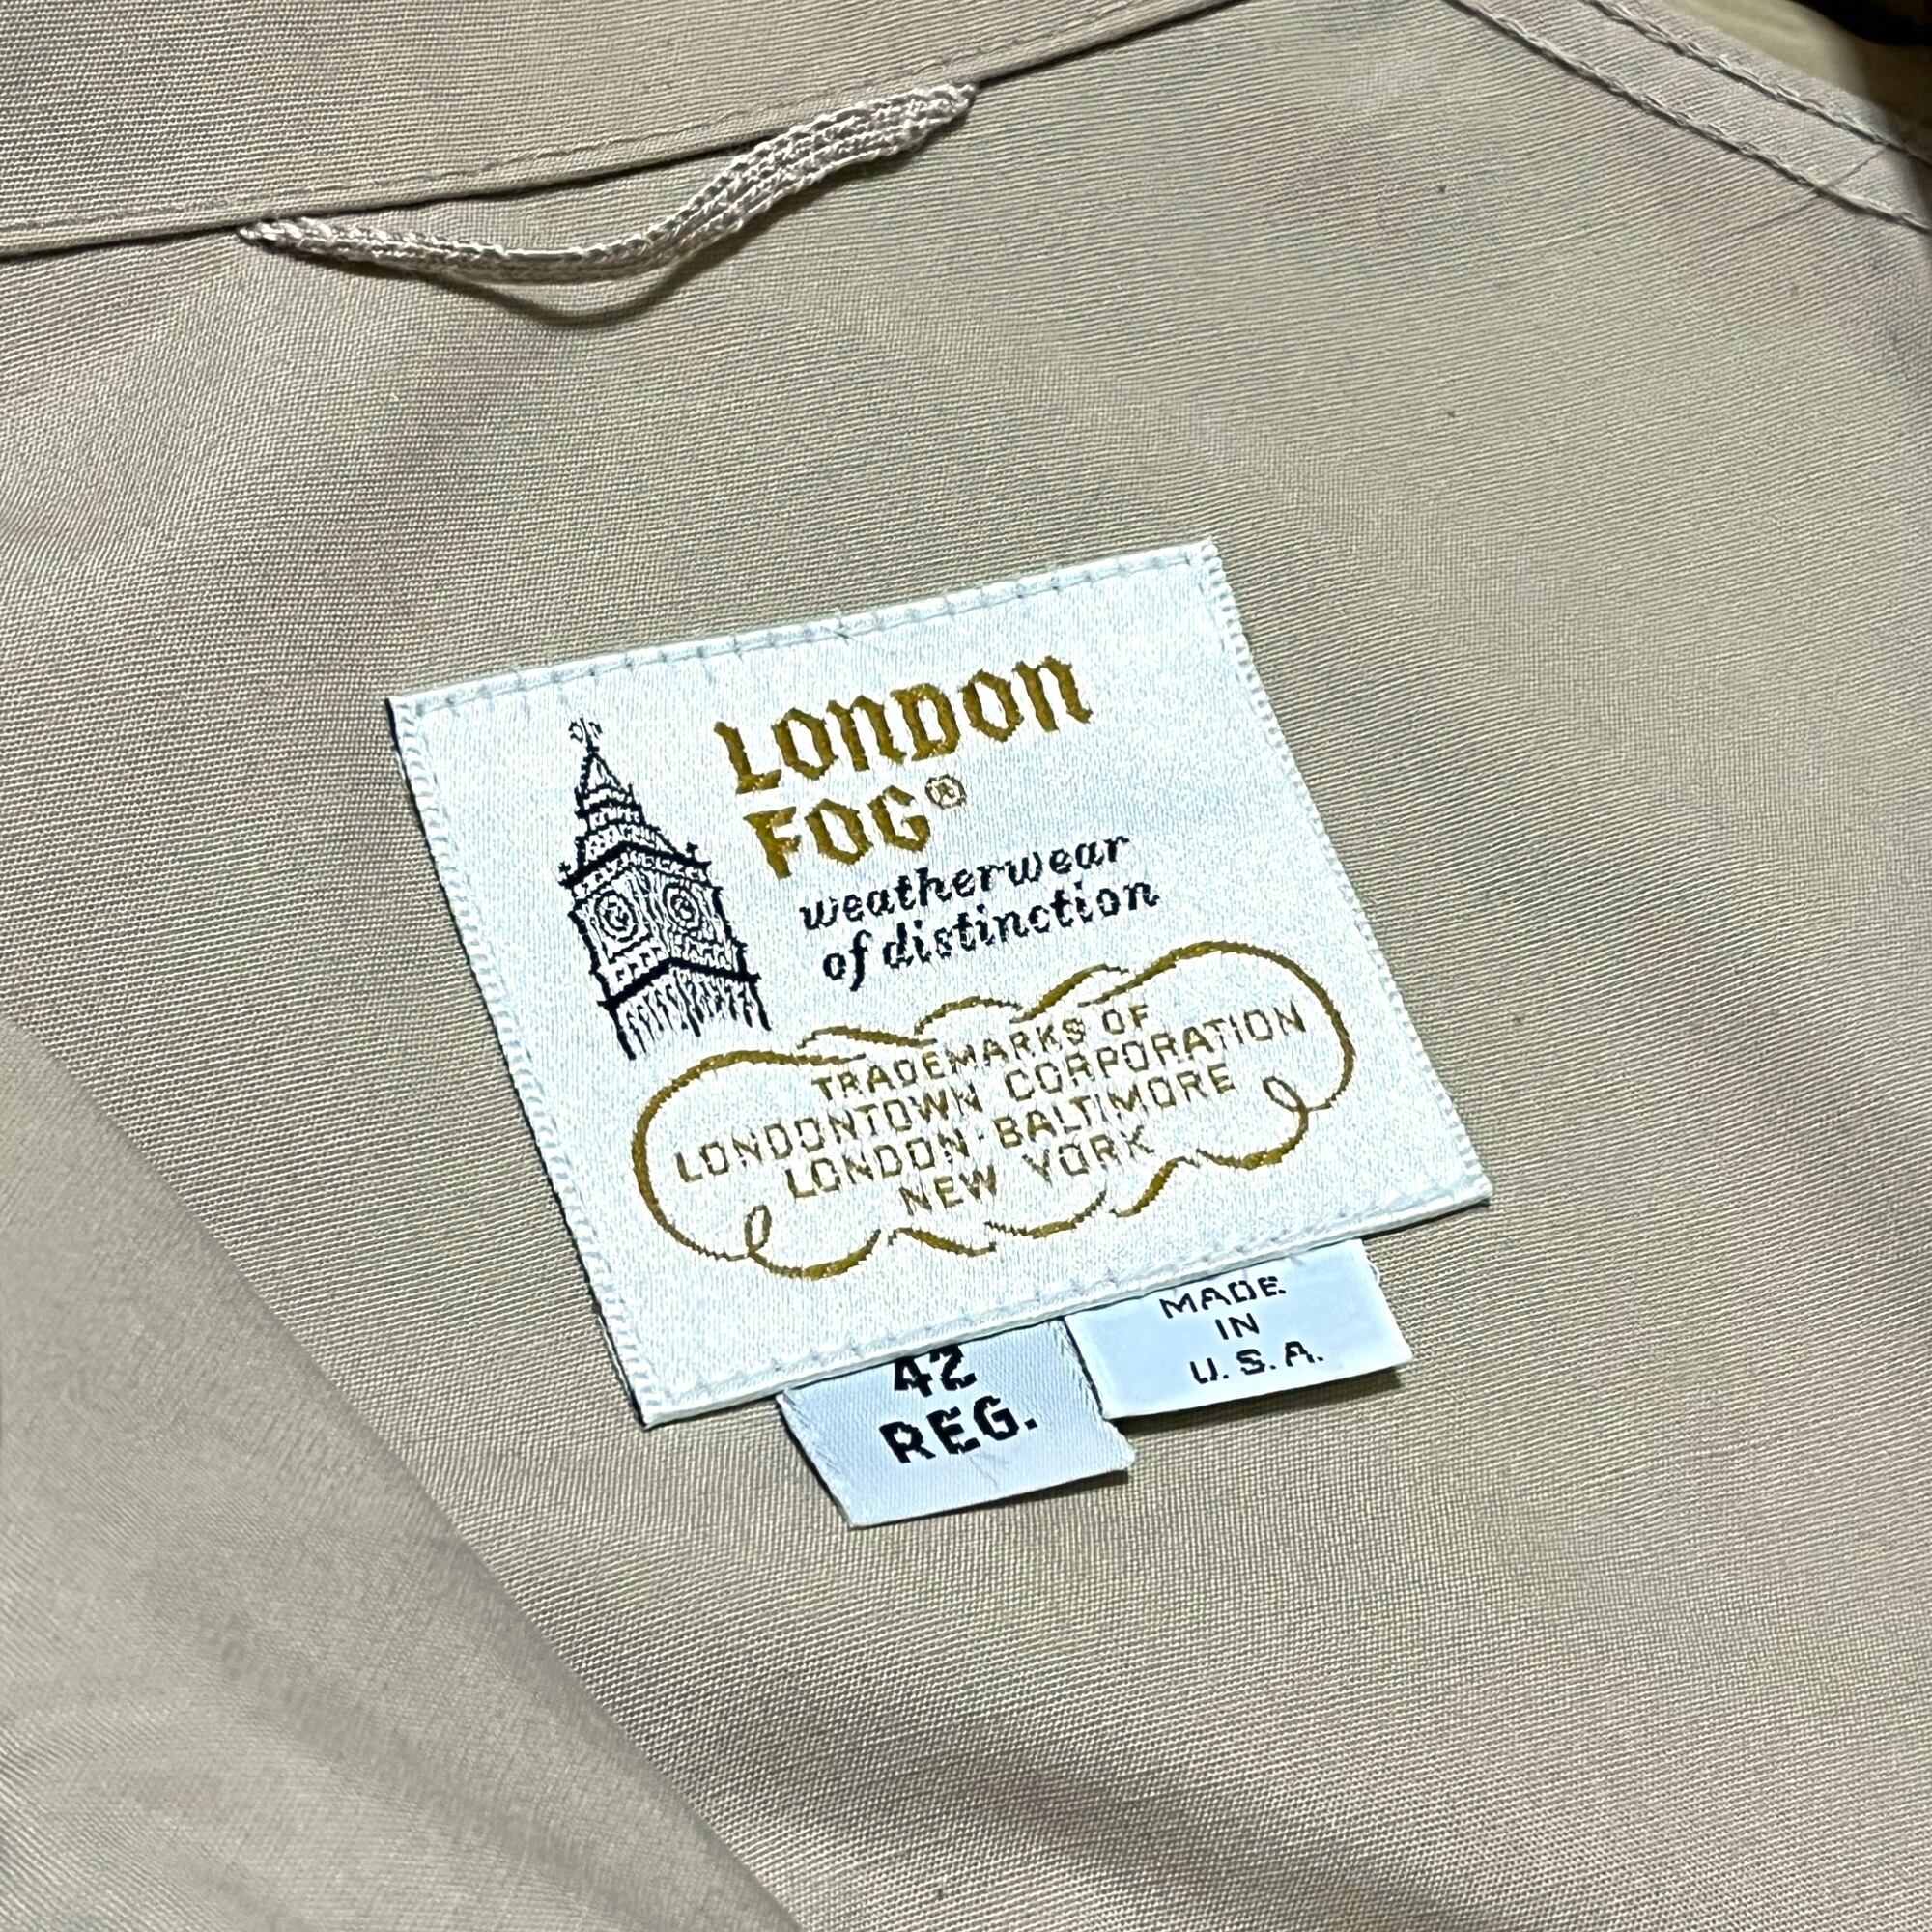 LONDON
FOG®
weatherwear
of distinction
TRADEMARKS OF
LONDONTOWN CORPORATION
LONDON·BALTIMORE
NEW YORK
42
REG.
MADE
IN
U.S.A.